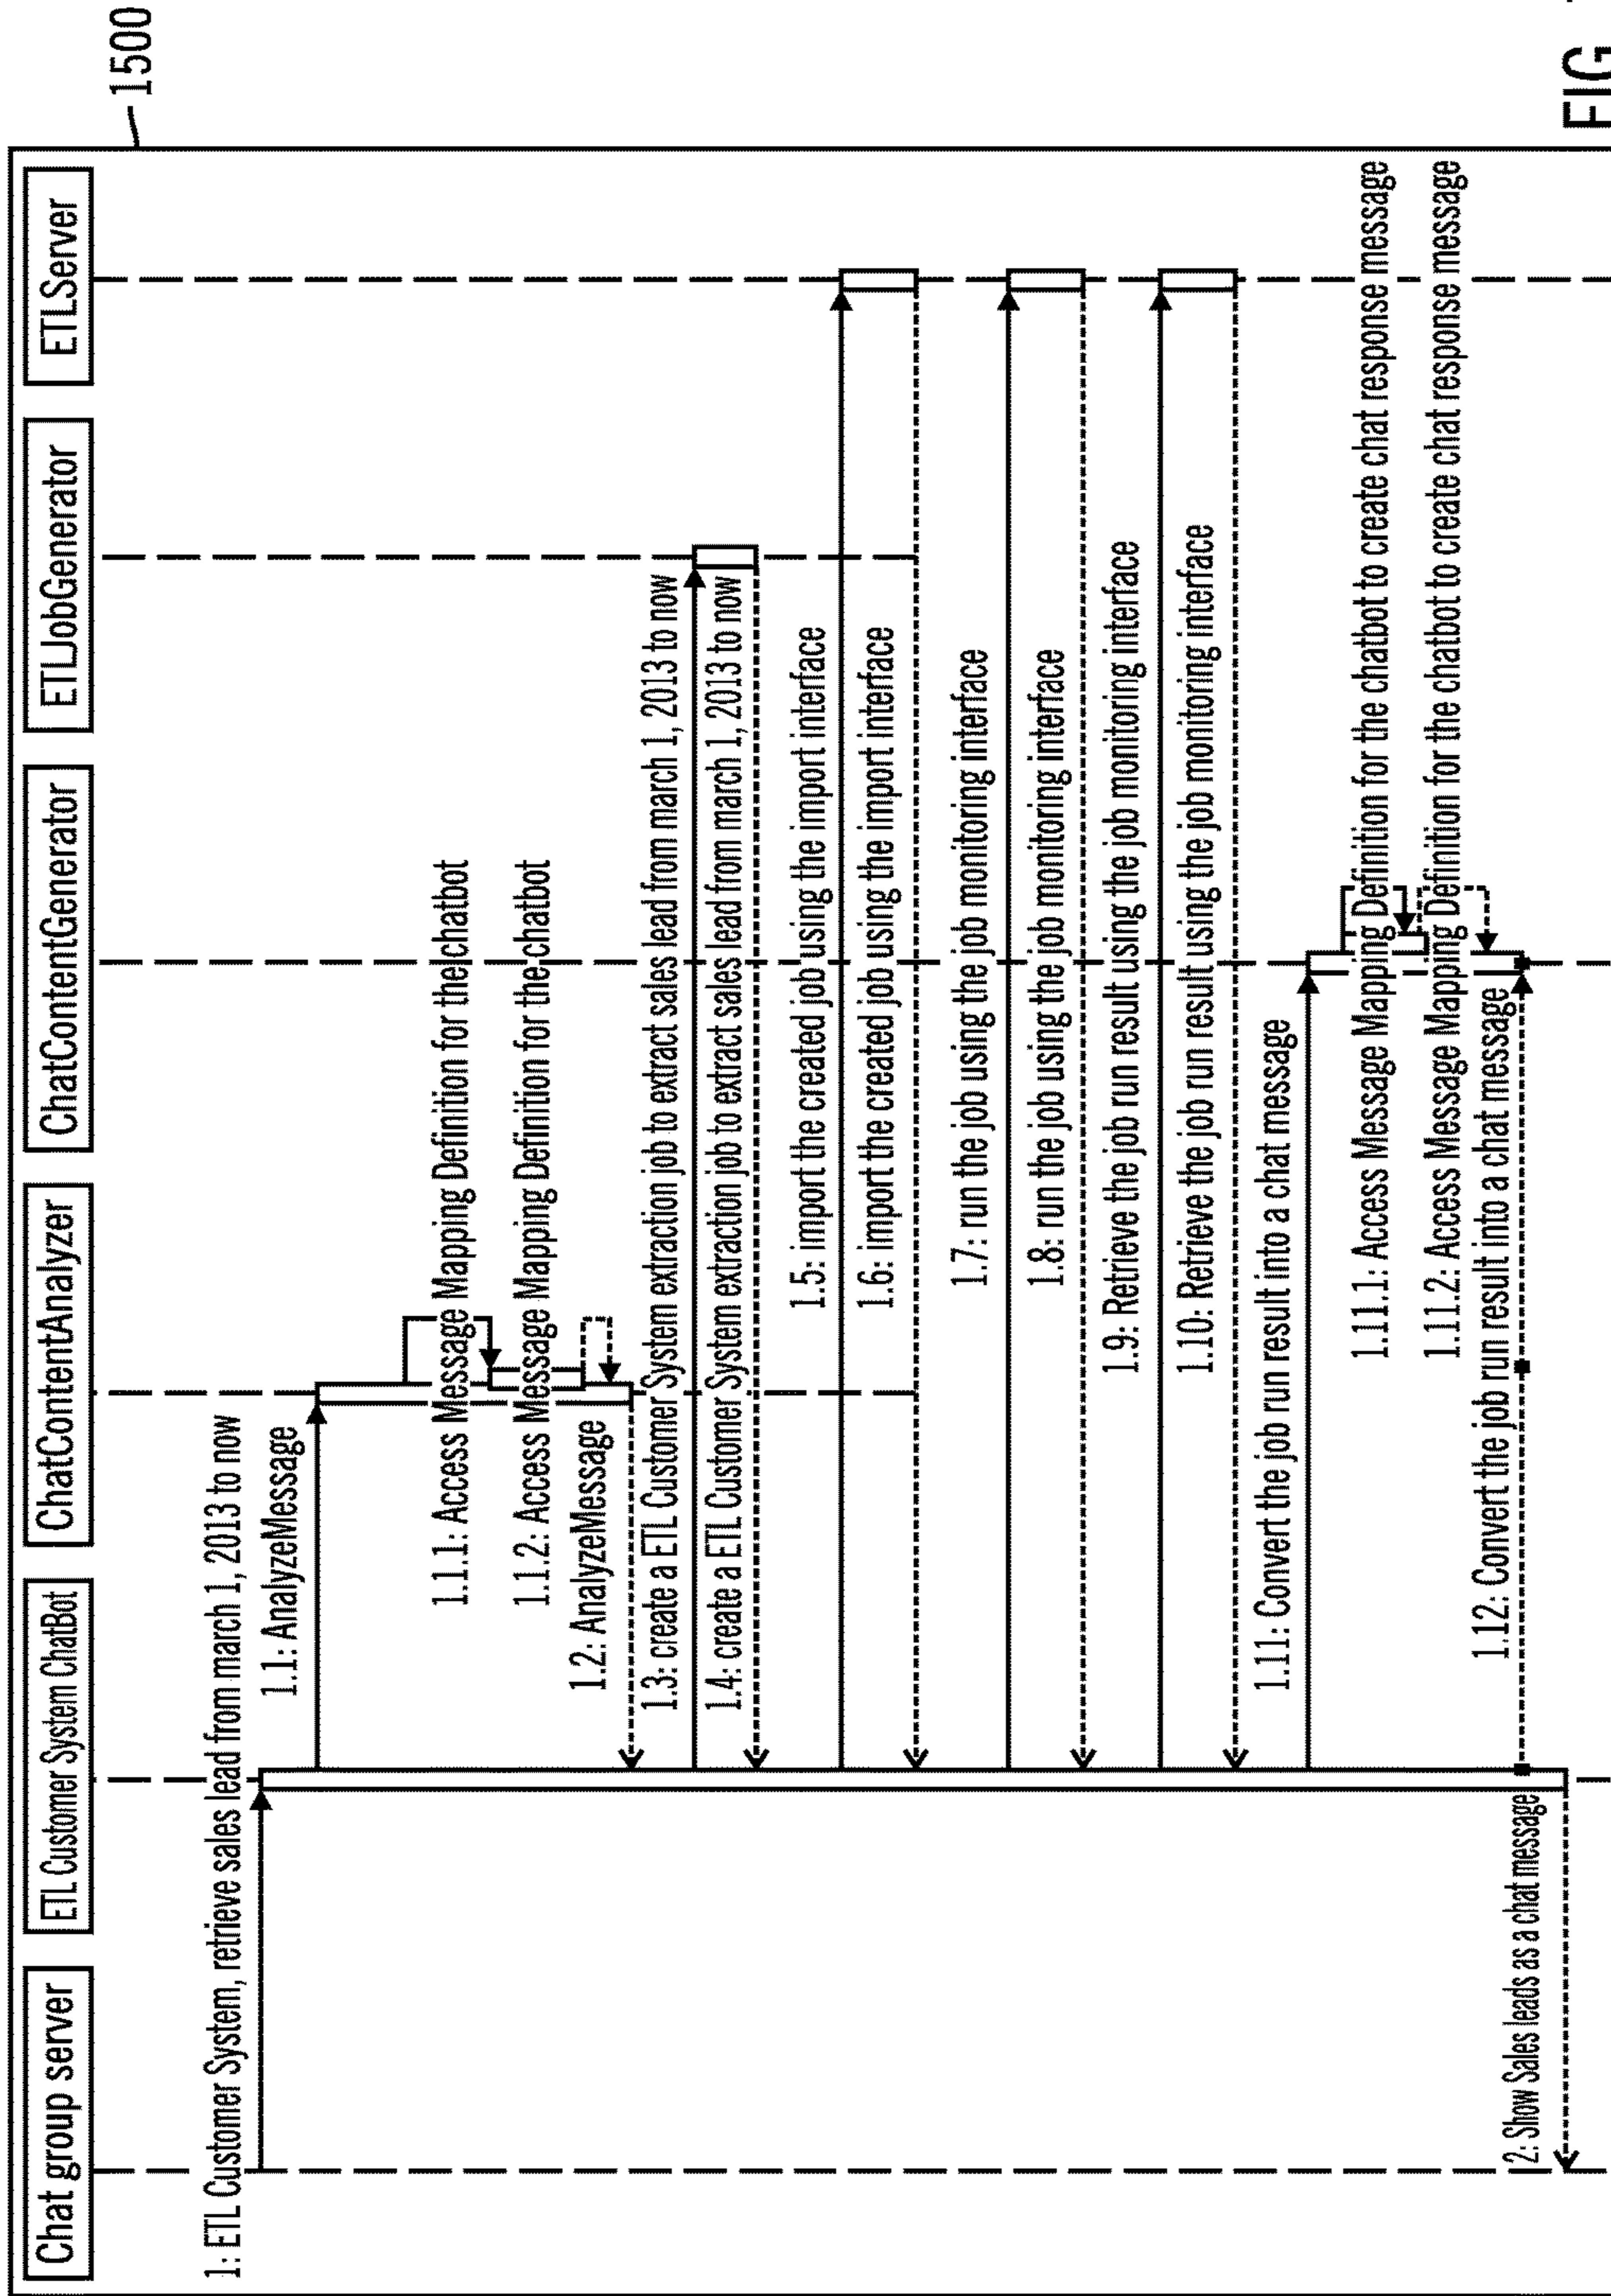 1500
Chat group server
ETL Customer System ChatBot
ChatContentAnalyzer
ChatContentGenerator
ETLJobGenerator
ETLServer
1: ETL Customer System, retrieve sales lead from march 1, 2013 to now
1.1: AnalyzeMessage
1.1.1: Access Message Mapping Definition for the chatbot
1.1.2: Access Message Mapping Definition for the chatbot
1.2: AnalyzeMessage
1.3: create a ETL Customer System extraction job to extract sales lead from march 1, 2013 to now
1.4: create a ETL Customer System extraction job to extract sales lead from march 1, 2013 to now
1.5: import the created job using the import interface
1.6: import the created job using the import interface
1.7: run the job using the job monitoring interface
1.8: run the job using the job monitoring interface
1.9: Retrieve the job run result using the job monitoring interface
1.10: Retrieve the job run result using the job monitoring interface
1.11: Convert the job run result into a chat message
1.11.1: Access Message Mapping Definition for the chatbot to create chat response message
1.11.2: Access Message Mapping Definition for the chatbot to create chat response message
1.12: Convert the job run result into a chat message
2: Show Sales leads as a chat message
FIG